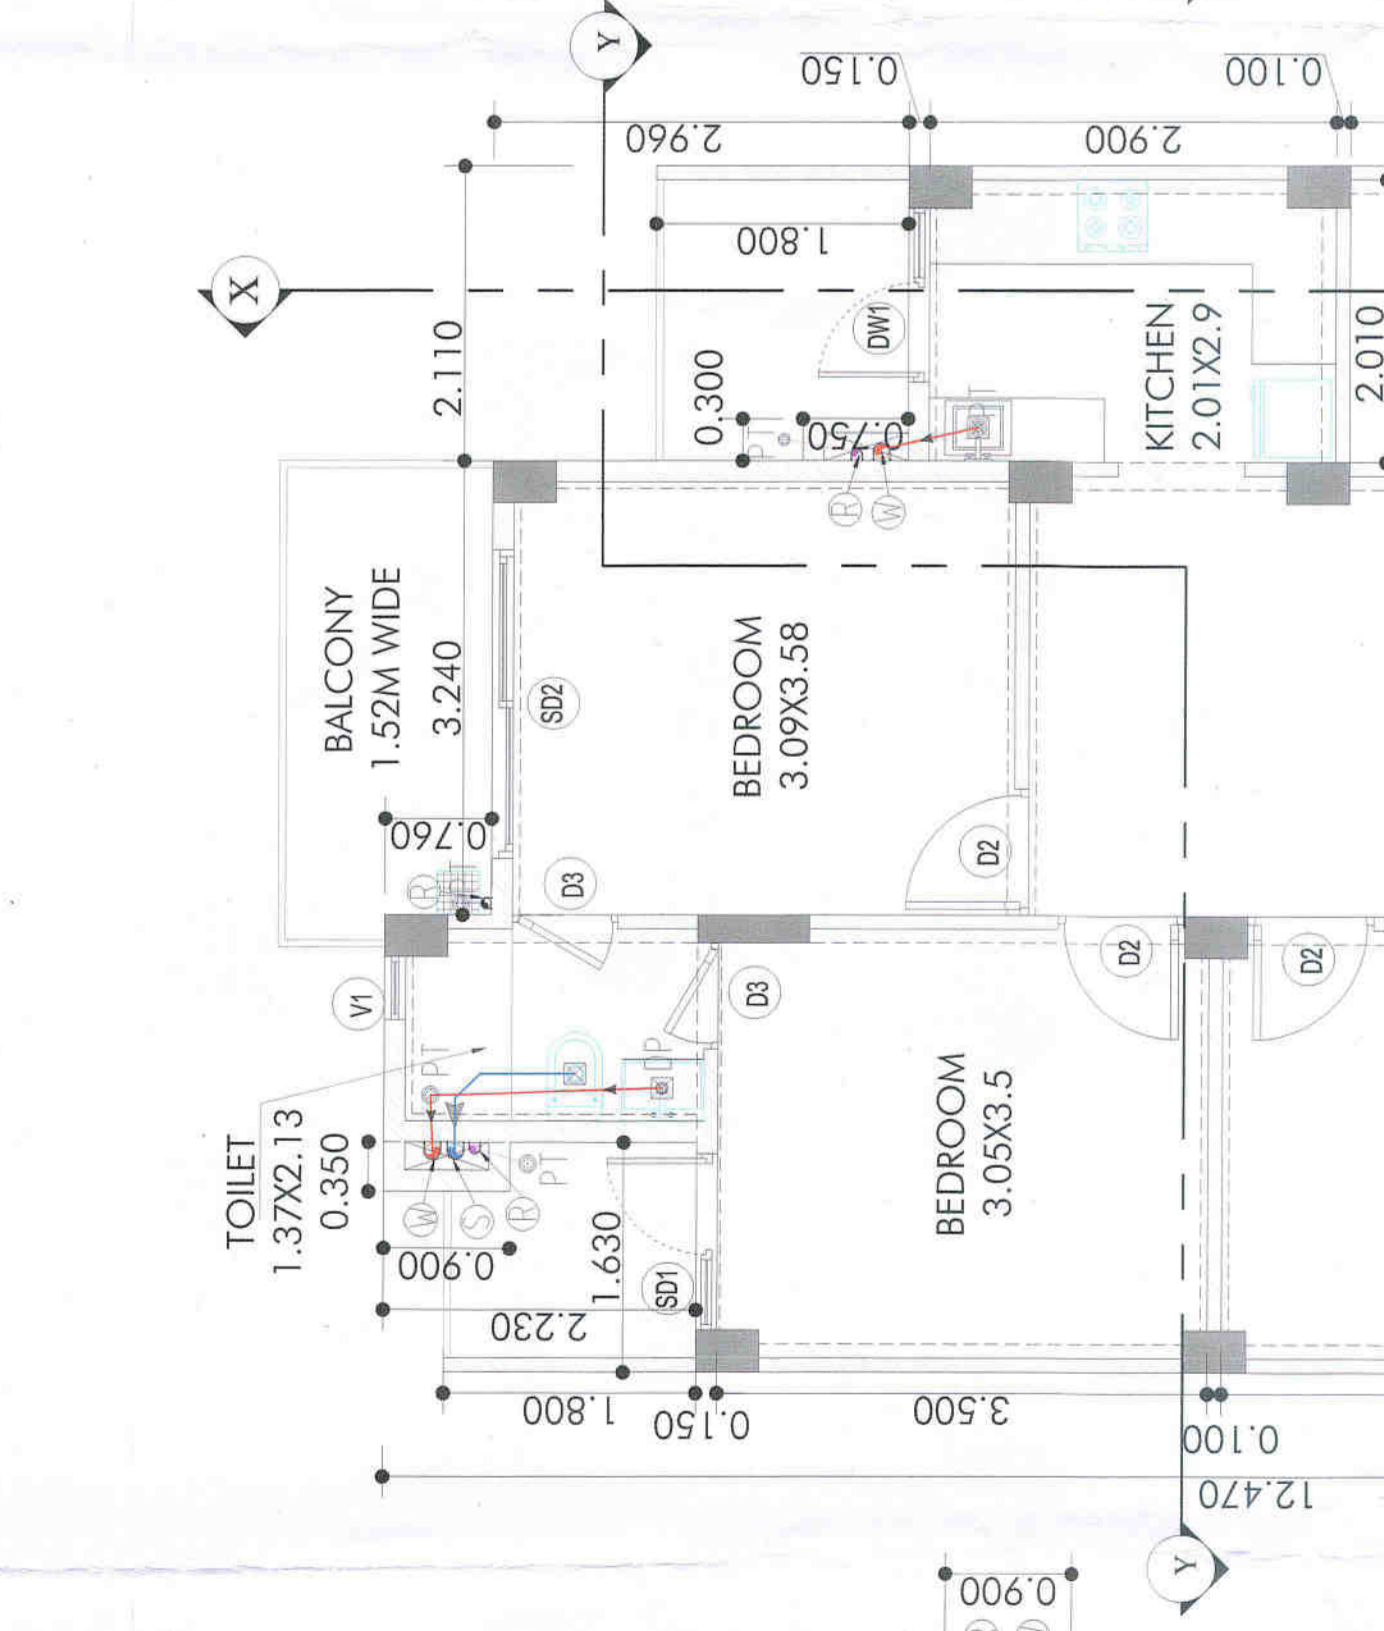 Y
0.150
0.100
2.960
2.900
1.800
X
2.110
DW1
0.300
0.750
PT
PT
KITCHEN
2.01X2.9
2.010
R
W
BALCONY
1.52M WIDE
3.240
SD2
BEDROOM
3.09X3.58
0.760
R
D3
D2
V1
D3
D2
D2
PT
DP
TOILET
1.37X2.13
0.350
PT
W
S
R
0.900
1.630
SD1
2.230
BEDROOM
3.05X3.5
1.800
0.150
3.500
0.100
12.470
Y
0.900